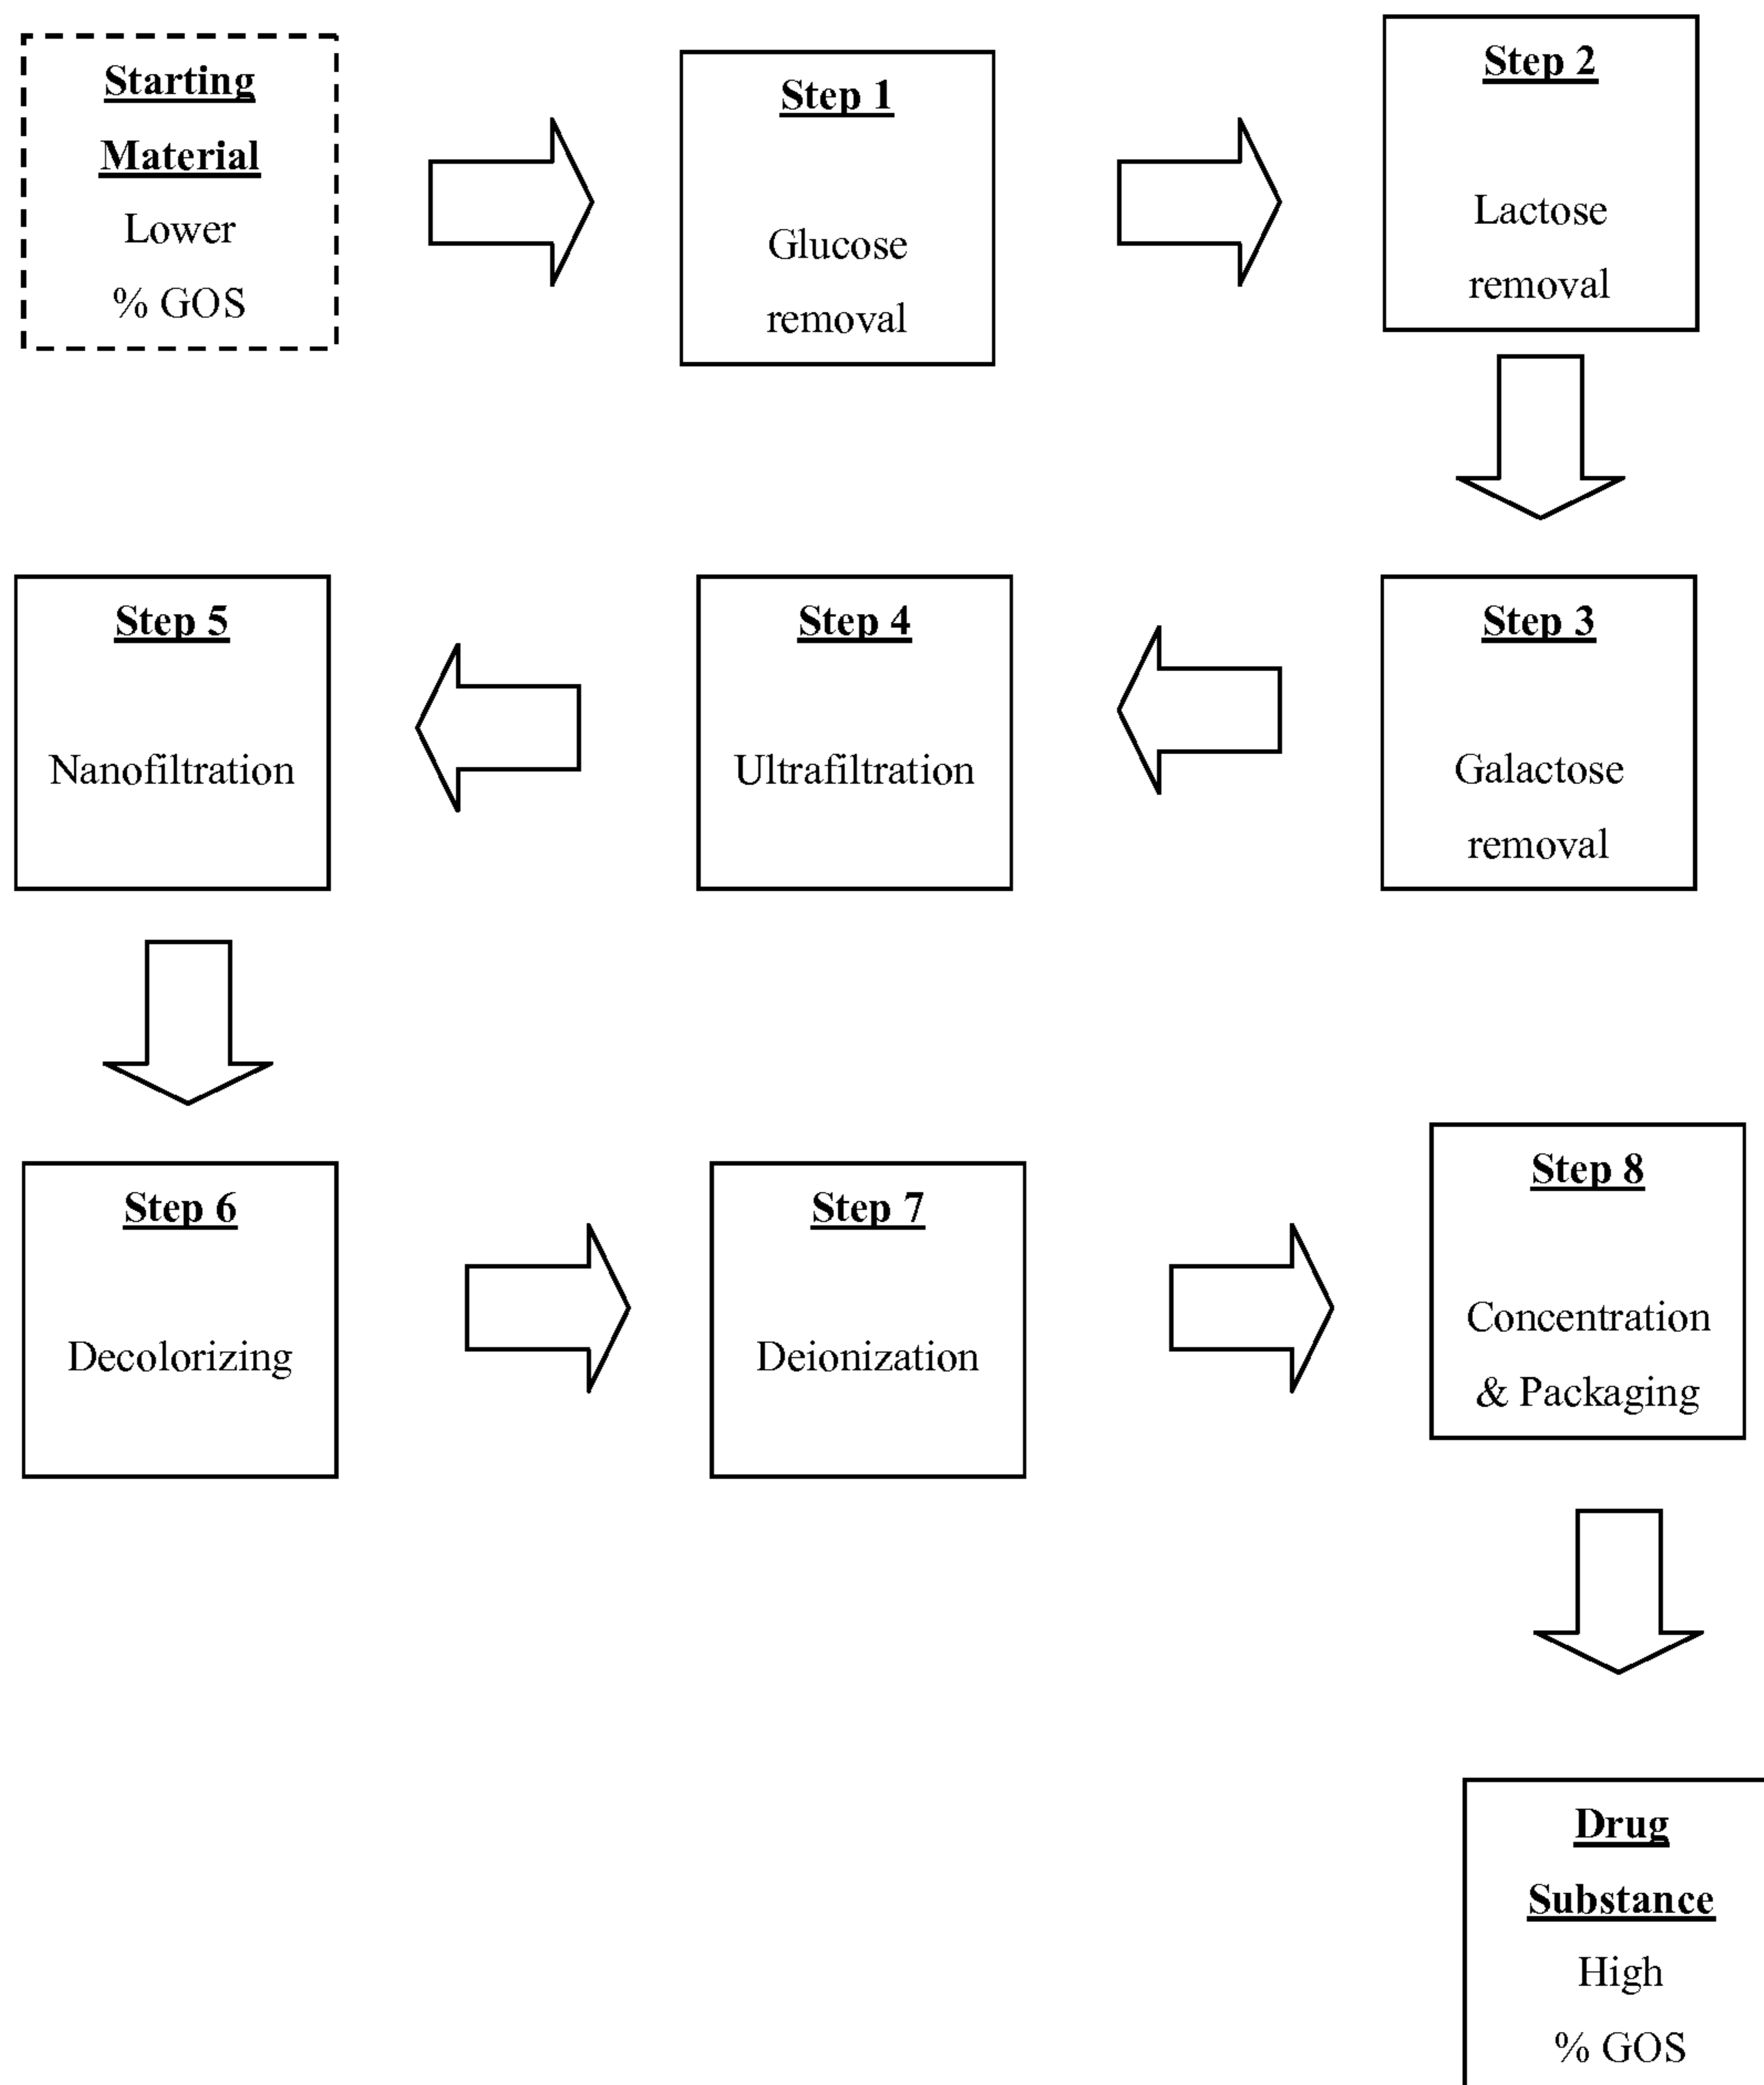 Starting
Material
Lower
% GOS
Step 1
Glucose
removal
Step 2
Lactose
removal
Step 3
Galactose
removal
Step 4
Ultrafiltration
Step 5
Nanofiltration
Step 6
Decolorizing
Step 7
Deionization
Step 8
Concentration
& Packaging
Drug
Substance
High
% GOS